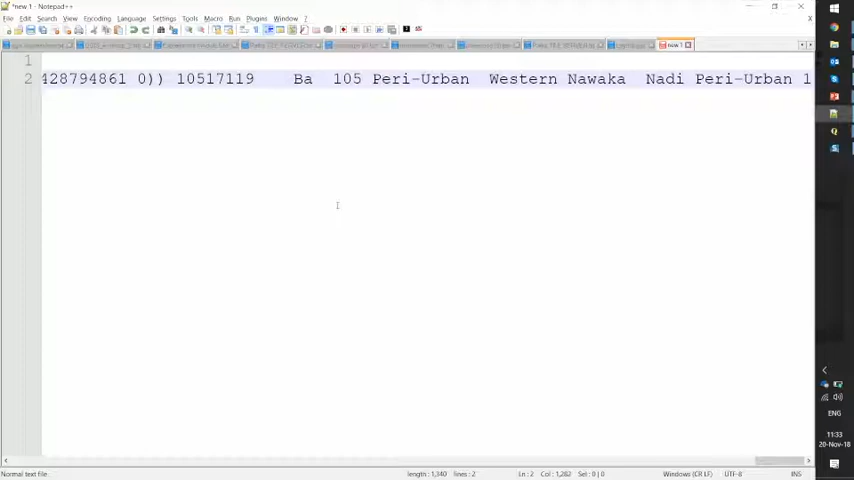 *new 1 - Notepad++
File Edit Search View Encoding Language Settings Tools Macro Run Plugins Window ?
X
new 1
1
2 428794861 0)) 10517119 Ba 105 Peri-Urban Western Nawaka Nadi Peri-Urban 1
ENG
11:33
20-Nov-18
Normal text file length : 1,340 lines : 2 Ln : 2 Col : 1,282 Sel : 0 | 0 Windows (CR LF) UTF-8 INS